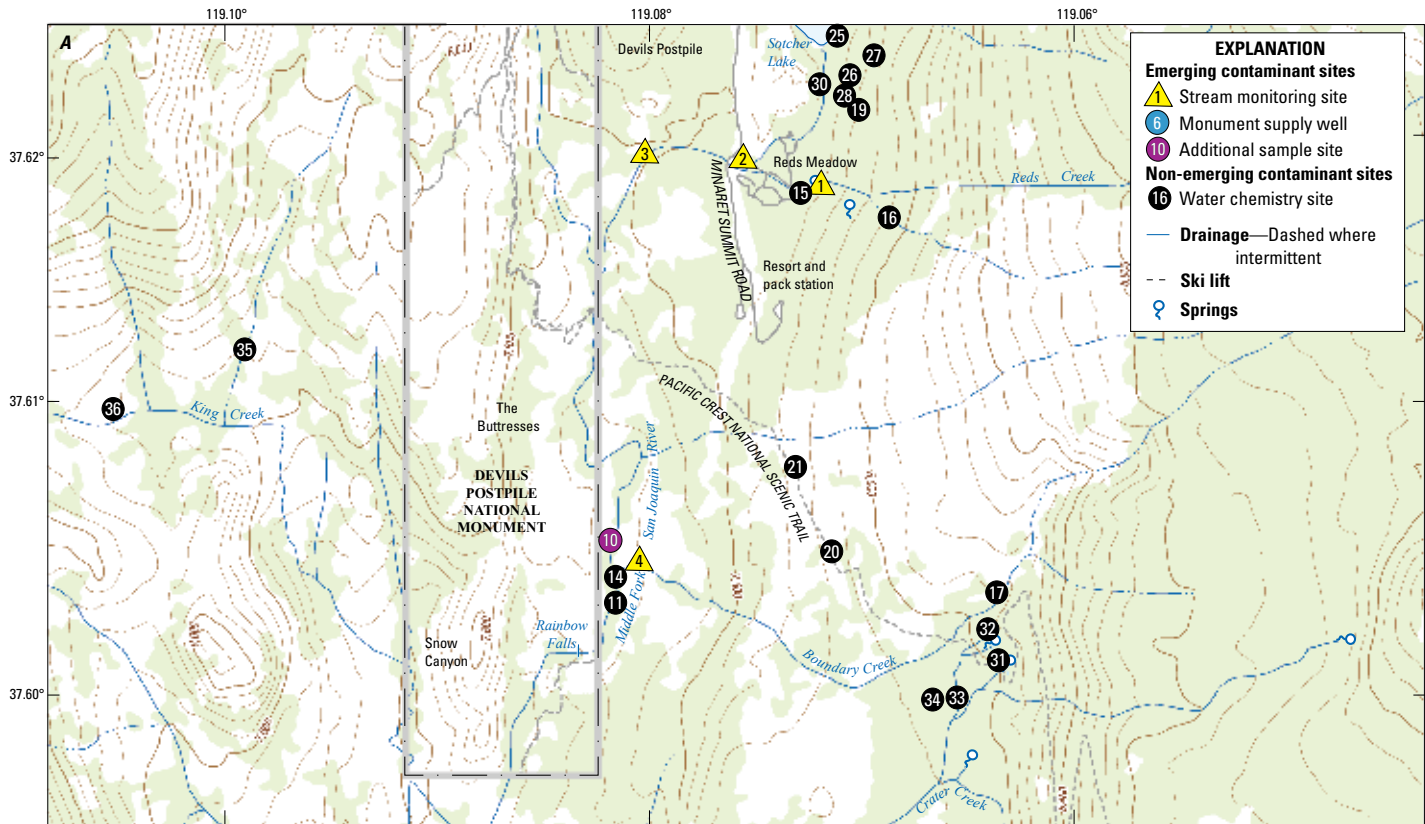 A
119.10°
119.08°
119.06°
37.62°
37.61°
37.60°
Devils Postpile
Sotcher
Lake
25
27
26
30
28
19
3
2
Reds Meadow
1
15
16
Reds Creek
MINARET SUMMIT ROAD
Resort and
pack station
35
36
King Creek
The
Buttresses
DEVILS
POSTPILE
NATIONAL
MONUMENT
PACIFIC CREST NATIONAL SCENIC TRAIL
21
20
Middle Fork San Joaquin River
10
4
14
11
17
32
31
34
33
Rainbow
Falls
Snow
Canyon
Boundary Creek
Crater Creek
EXPLANATION
Emerging contaminant sites
1 Stream monitoring site
6 Monument supply well
10 Additional sample site
Non-emerging contaminant sites
16 Water chemistry site
Drainage—Dashed where
intermittent
Ski lift
Springs